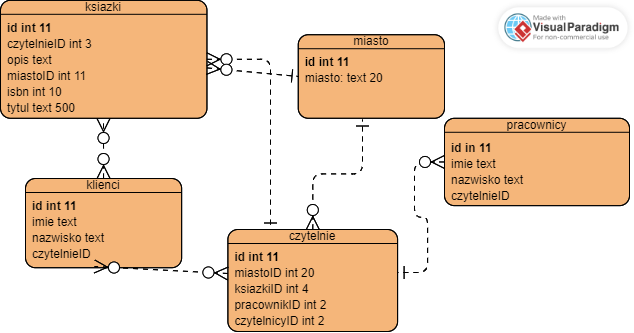 ksiazki
id int 11
czytelnieID int 3
opis text
miastoID int 11
isbn int 10
tytul text 500
Made with
VisualParadigm
For non-commercial use
miasto
id int 11
miasto: text 20
pracownicy
id in 11
imie text
nazwisko text
czytelnieID
klienci
id int 11
imie text
nazwisko text
czytelnieID
czytelnie
id int 11
miastoID int 20
ksiazkiID int 4
pracownikID int 2
czytelnicyID int 2